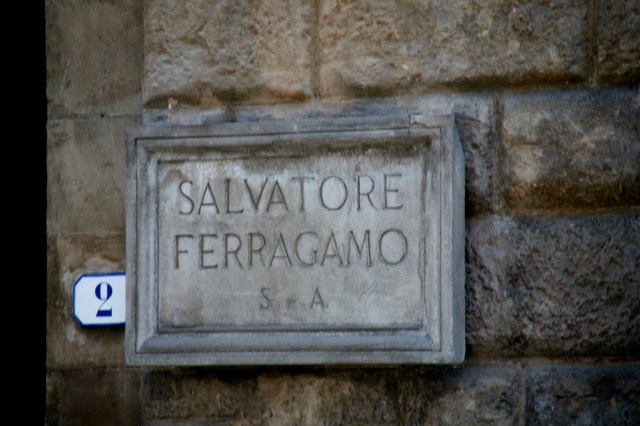 SALVATORE
FERRAGAMO
S. P. A.
2